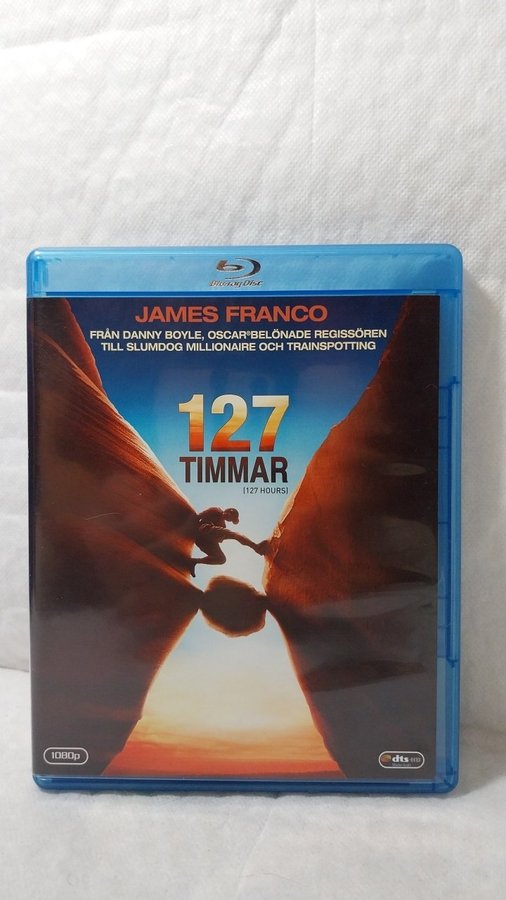 Blu-ray Disc
JAMES FRANCO
FRÅN DANNY BOYLE, OSCAR®BELÖNADE REGISSÖREN
TILL SLUMDOG MILLIONAIRE OCH TRAINSPOTTING
127
TIMMAR
(127 HOURS)
1080p
dts-HD